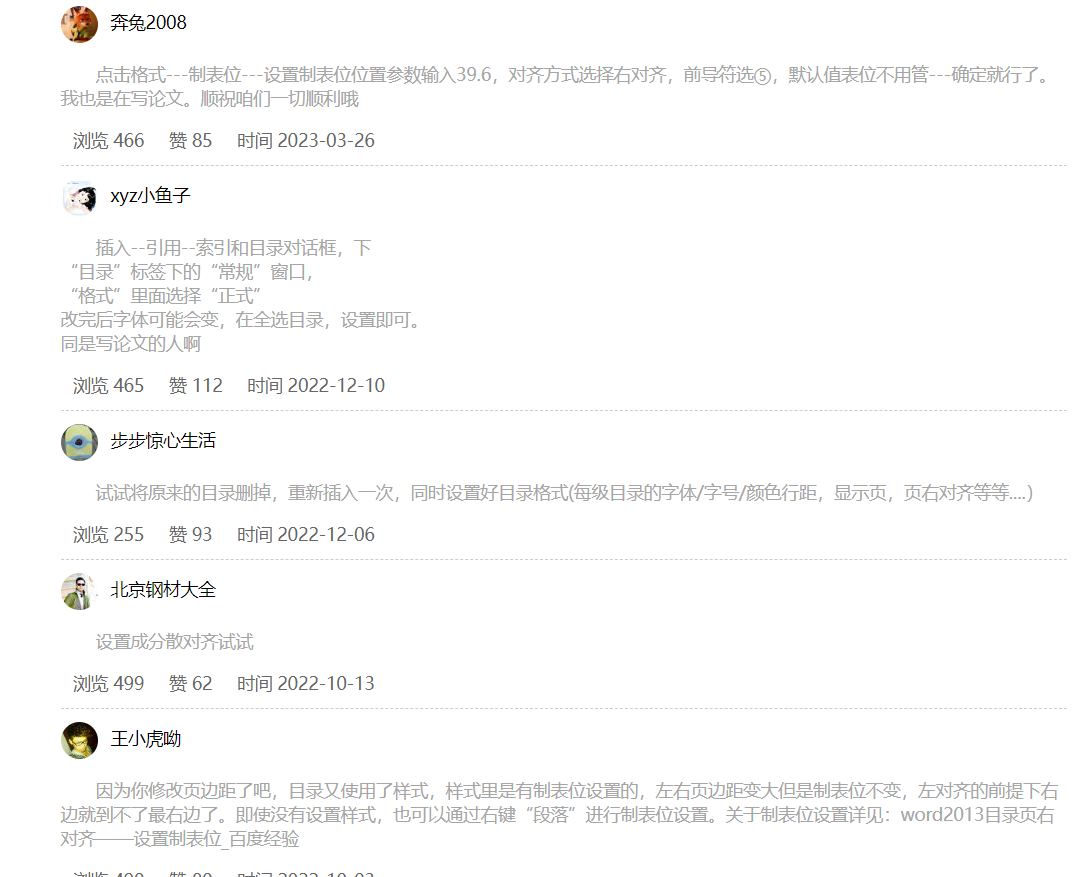 奔兔2008
点击格式---制表位---设置制表位位置参数输入39.6，对齐方式选择右对齐，前导符选⑤，默认值表位不用管---确定就行了。
我也是在写论文。顺祝咱们一切顺利哦
浏览 466 赞 85 时间 2023-03-26
xyz小鱼子
插入--引用--索引和目录对话框，下
“目录”标签下的“常规”窗口，
“格式”里面选择“正式”
改完后字体可能会变，在全选目录，设置即可。
同是写论文的人啊
浏览 465 赞 112 时间 2022-12-10
步步惊心生活
试试将原来的目录删掉，重新插入一次，同时设置好目录格式(每级目录的字体/字号/颜色行距，显示页，页右对齐等等....)
浏览 255 赞 93 时间 2022-12-06
北京钢材大全
设置成分散对齐试试
浏览 499 赞 62 时间 2022-10-13
王小虎呦
因为你修改页边距了吧，目录又使用了样式，样式里是有制表位设置的，左右页边距变大但是制表位不变，左对齐的前提下右
边就到不了最右边了。即使没有设置样式，也可以通过右键“段落”进行制表位设置。关于制表位设置详见：word2013目录页右
对齐——设置制表位_百度经验